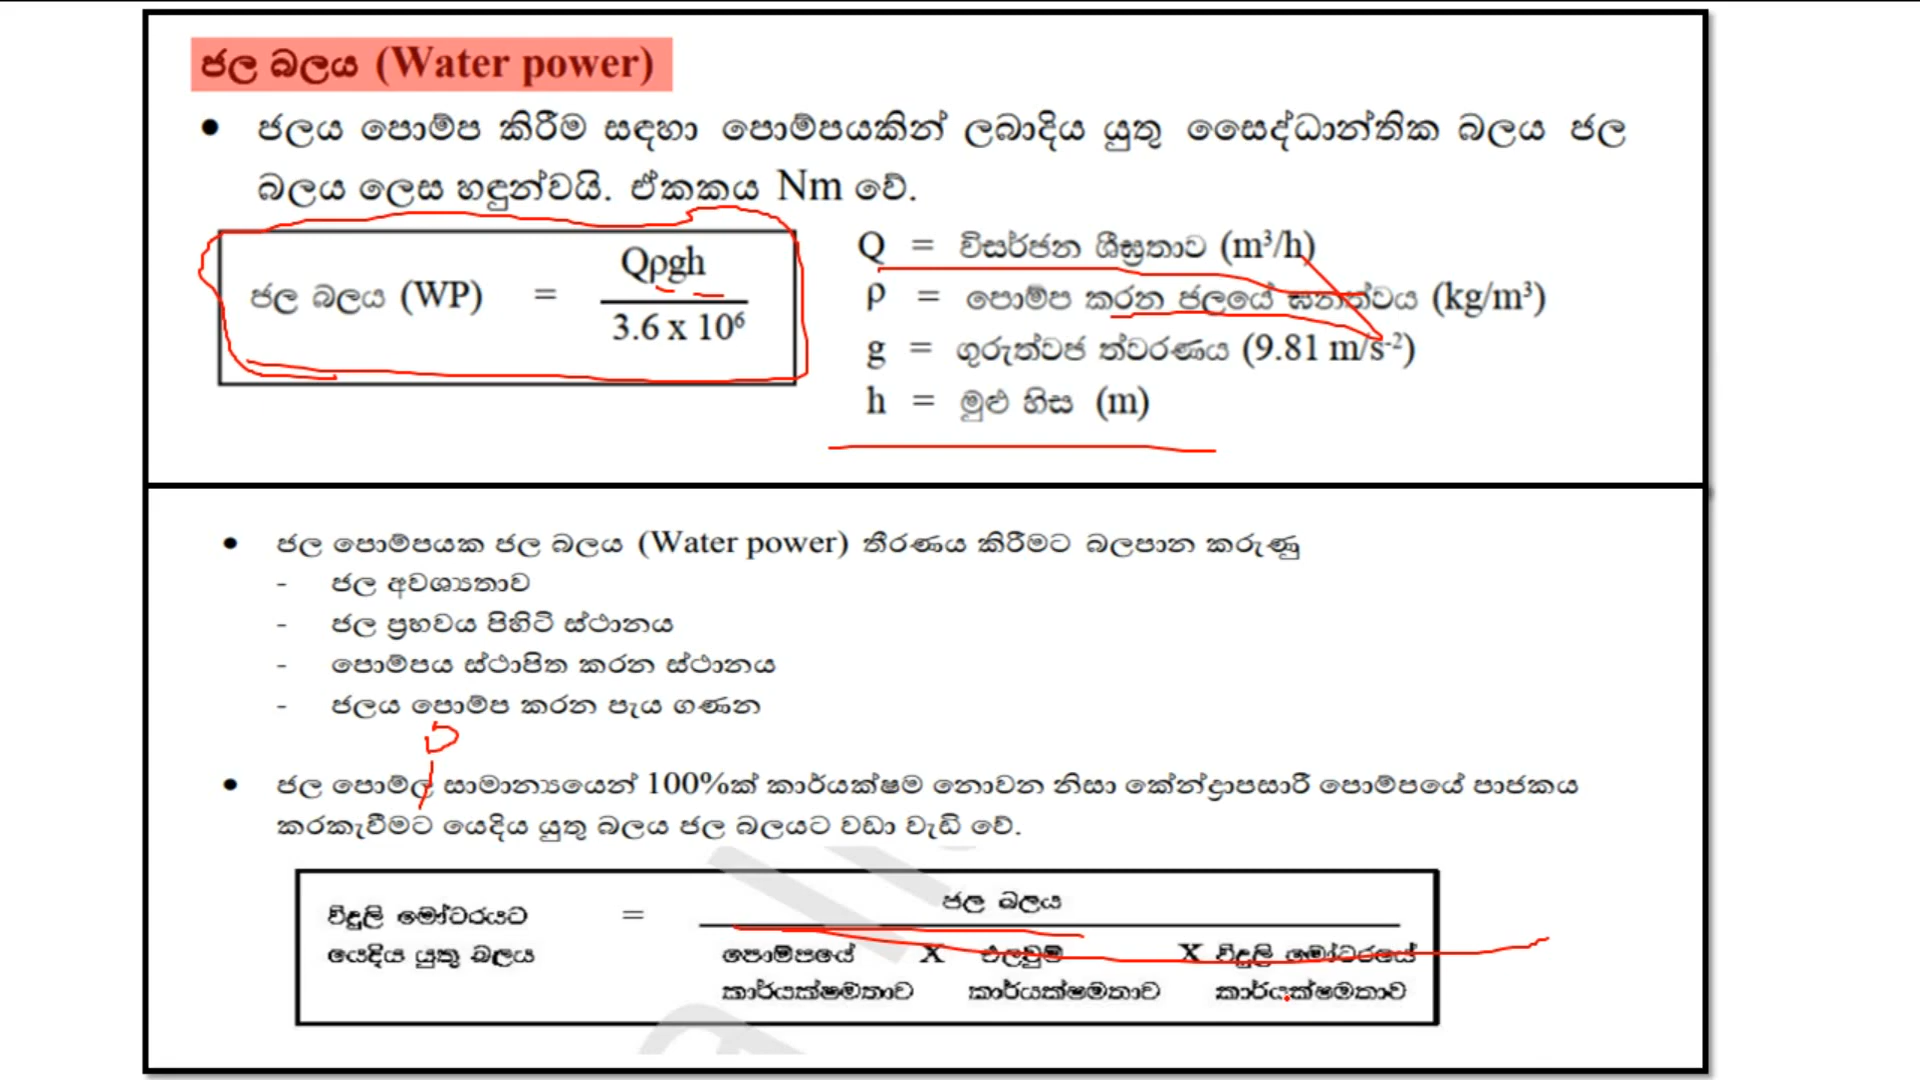 ජල බලය (Water power)
• ජලය පොම්ප කිරීම සඳහා පොම්පයකින් ලබාදිය යුතු සෛද්ධාන්තික බලය ජල
බලය ලෙස හඳුන්වයි. ඒකකය Nm වේ.
ජල බලය (WP) = Qρgh
3.6 x 10⁶
Q = විසර්ජන ශීඝ්‍රතාව (m³/h)
ρ = පොම්ප කරන ජලයේ ඝනත්වය (kg/m³)
g = ගුරුත්වජ ත්වරණය (9.81 m/s⁻²)
h = මුළු හිස (m)
• ජල පොම්පයක ජල බලය (Water power) තීරණය කිරීමට බලපාන කරුණු
- ජල අවශ්‍යතාව
- ජල ප්‍රභවය පිහිටි ස්ථානය
- පොම්පය ස්ථාපිත කරන ස්ථානය
- ජලය පොම්ප කරන පැය ගණන
• ජල පොම්ල සාමාන්‍යයෙන් 100%ක් කාර්යක්ෂම නොවන නිසා කේන්ද්‍රාපසාරී පොම්පයේ පාජකය
කරකැවීමට යෙදිය යුතු බලය ජල බලයට වඩා වැඩි වේ.
ජල බලය
විදුලි මෝටරයට =
යෙදිය යුතු බලය පොම්පයේ X එලවුම් X විදුලි මෝටරයේ
කාර්යක්ෂමතාව කාර්යක්ෂමතාව කාර්යක්ෂමතාව